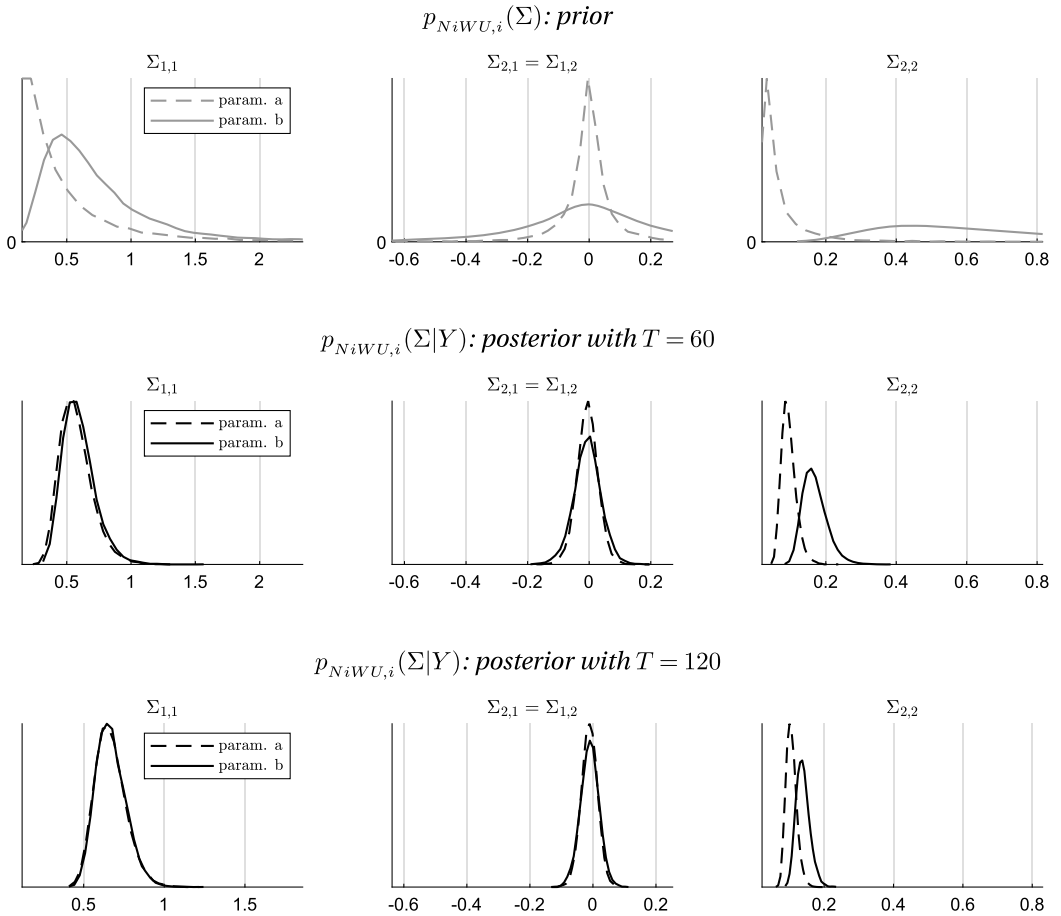 p_{NiWU,i}(Σ): prior
Σ_{1,1}
Σ_{2,1} = Σ_{1,2}
Σ_{2,2}
param. a
param. b
0
0.5 1 1.5 2
0
-0.6 -0.4 -0.2 0 0.2
0
0.2 0.4 0.6 0.8
p_{NiWU,i}(Σ|Y): posterior with T = 60
Σ_{1,1}
Σ_{2,1} = Σ_{1,2}
Σ_{2,2}
param. a
param. b
0.5 1 1.5 2
-0.6 -0.4 -0.2 0 0.2
0.2 0.4 0.6 0.8
p_{NiWU,i}(Σ|Y): posterior with T = 120
Σ_{1,1}
Σ_{2,1} = Σ_{1,2}
Σ_{2,2}
param. a
param. b
0.5 1 1.5
-0.6 -0.4 -0.2 0 0.2
0.2 0.4 0.6 0.8